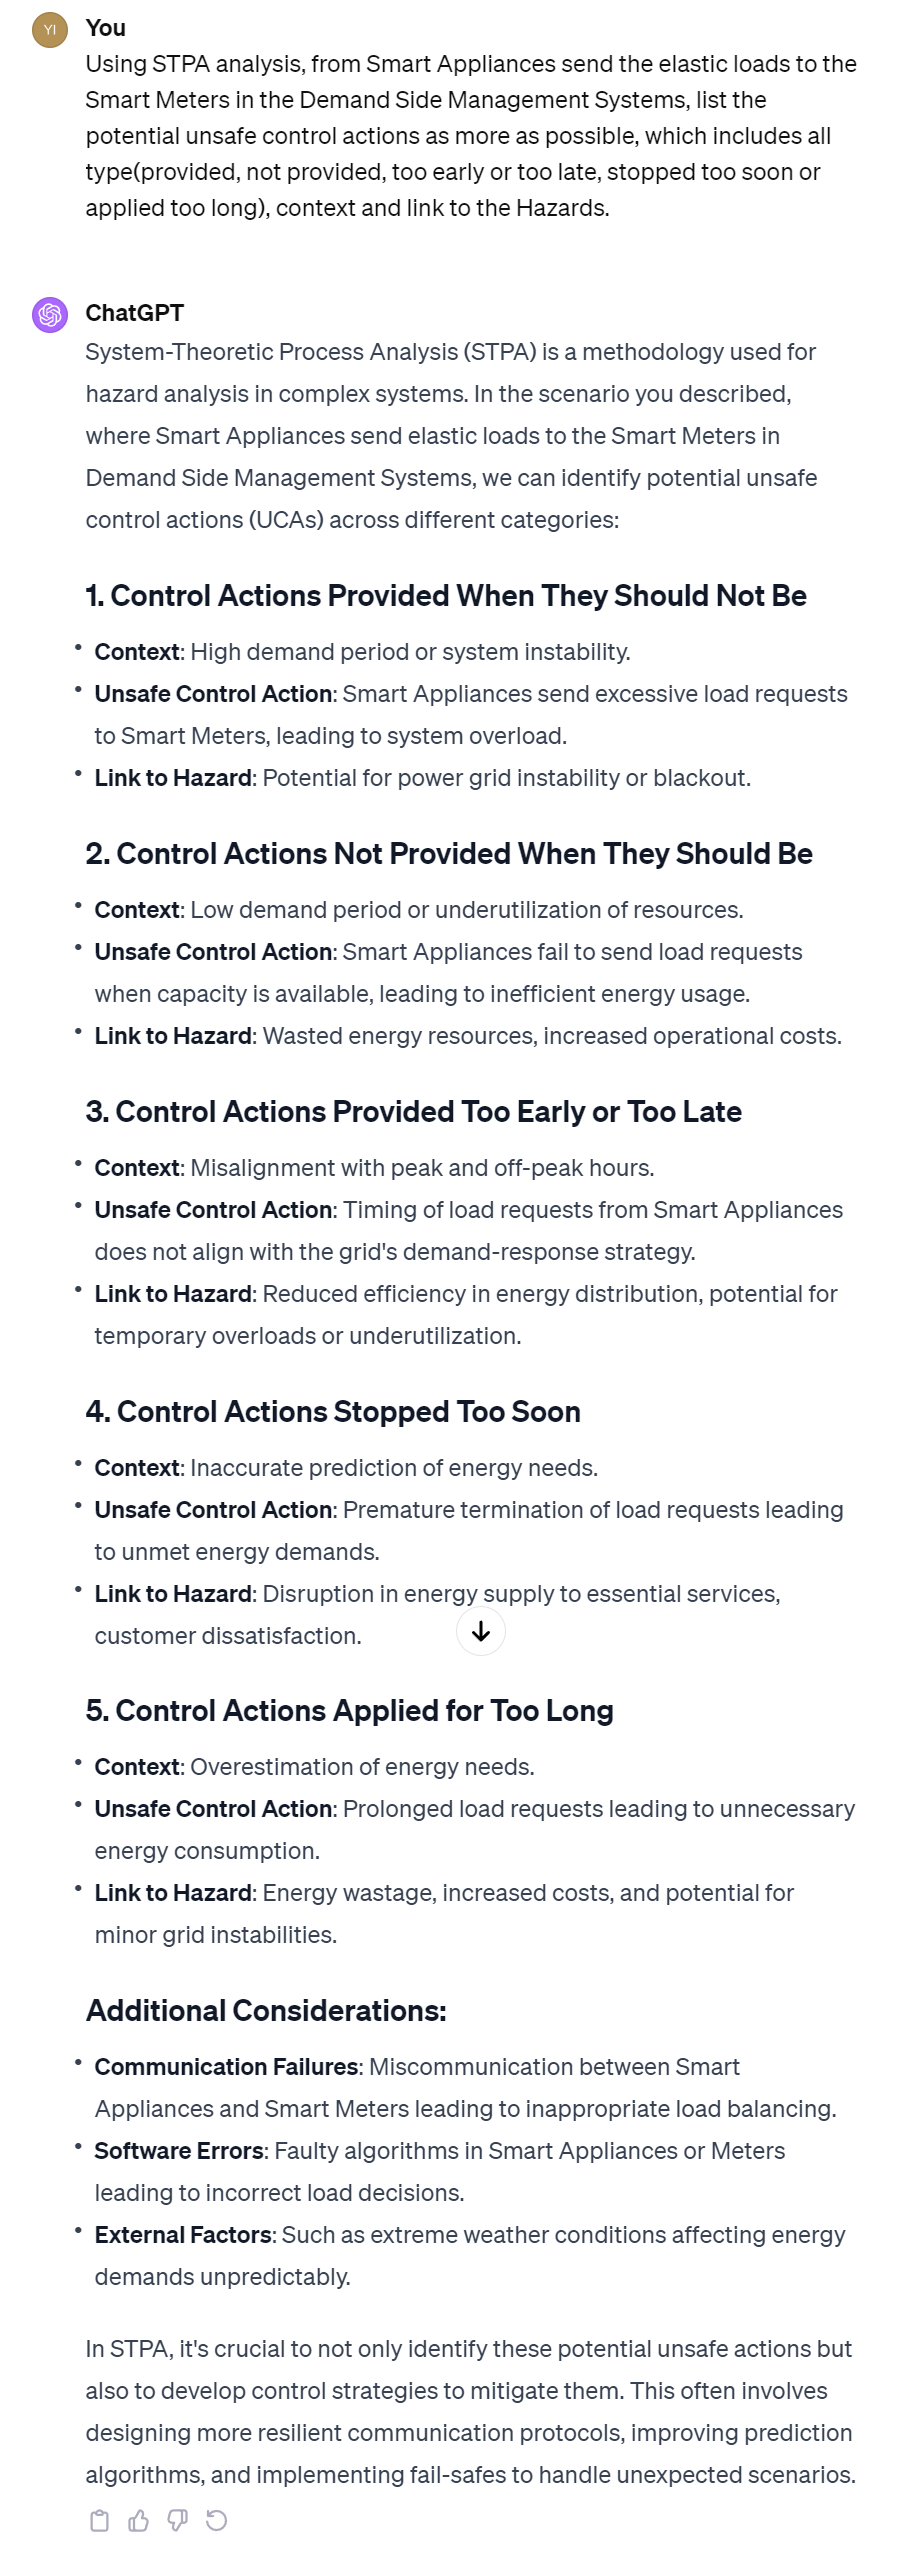 YI
You
Using STPA analysis, from Smart Appliances send the elastic loads to the
Smart Meters in the Demand Side Management Systems, list the
potential unsafe control actions as more as possible, which includes all
type(provided, not provided, too early or too late, stopped too soon or
applied too long), context and link to the Hazards.
ChatGPT
System-Theoretic Process Analysis (STPA) is a methodology used for
hazard analysis in complex systems. In the scenario you described,
where Smart Appliances send elastic loads to the Smart Meters in
Demand Side Management Systems, we can identify potential unsafe
control actions (UCAs) across different categories:
1. Control Actions Provided When They Should Not Be
• Context: High demand period or system instability.
• Unsafe Control Action: Smart Appliances send excessive load requests
to Smart Meters, leading to system overload.
• Link to Hazard: Potential for power grid instability or blackout.
2. Control Actions Not Provided When They Should Be
• Context: Low demand period or underutilization of resources.
• Unsafe Control Action: Smart Appliances fail to send load requests
when capacity is available, leading to inefficient energy usage.
• Link to Hazard: Wasted energy resources, increased operational costs.
3. Control Actions Provided Too Early or Too Late
• Context: Misalignment with peak and off-peak hours.
• Unsafe Control Action: Timing of load requests from Smart Appliances
does not align with the grid's demand-response strategy.
• Link to Hazard: Reduced efficiency in energy distribution, potential for
temporary overloads or underutilization.
4. Control Actions Stopped Too Soon
• Context: Inaccurate prediction of energy needs.
• Unsafe Control Action: Premature termination of load requests leading
to unmet energy demands.
• Link to Hazard: Disruption in energy supply to essential services,
customer dissatisfaction.
5. Control Actions Applied for Too Long
• Context: Overestimation of energy needs.
• Unsafe Control Action: Prolonged load requests leading to unnecessary
energy consumption.
• Link to Hazard: Energy wastage, increased costs, and potential for
minor grid instabilities.
Additional Considerations:
• Communication Failures: Miscommunication between Smart
Appliances and Smart Meters leading to inappropriate load balancing.
• Software Errors: Faulty algorithms in Smart Appliances or Meters
leading to incorrect load decisions.
• External Factors: Such as extreme weather conditions affecting energy
demands unpredictably.
In STPA, it's crucial to not only identify these potential unsafe actions but
also to develop control strategies to mitigate them. This often involves
designing more resilient communication protocols, improving prediction
algorithms, and implementing fail-safes to handle unexpected scenarios.